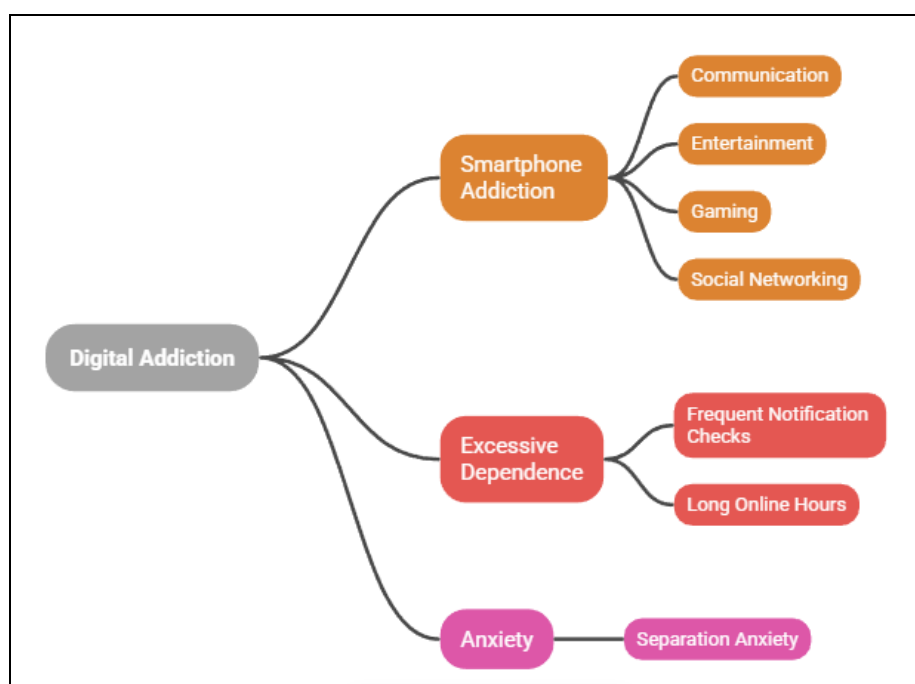 Communication
Entertainment
Smartphone
Addiction
Gaming
Social Networking
Digital Addiction
Frequent Notification
Checks
Excessive
Dependence
Long Online Hours
Anxiety
Separation Anxiety